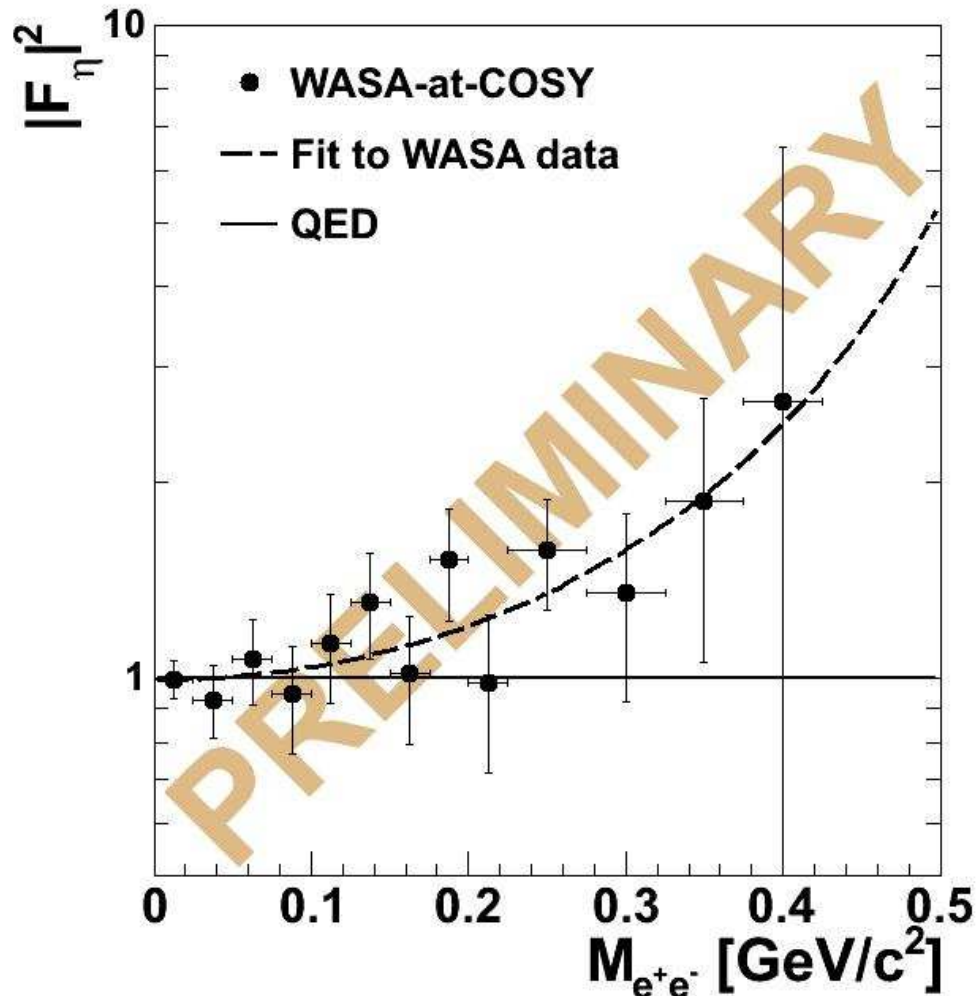 10
|F_η|²
WASA-at-COSY
Fit to WASA data
QED
PRELIMINARY
1
0 0.1 0.2 0.3 0.4 0.5
M_{e⁺e⁻} [GeV/c²]